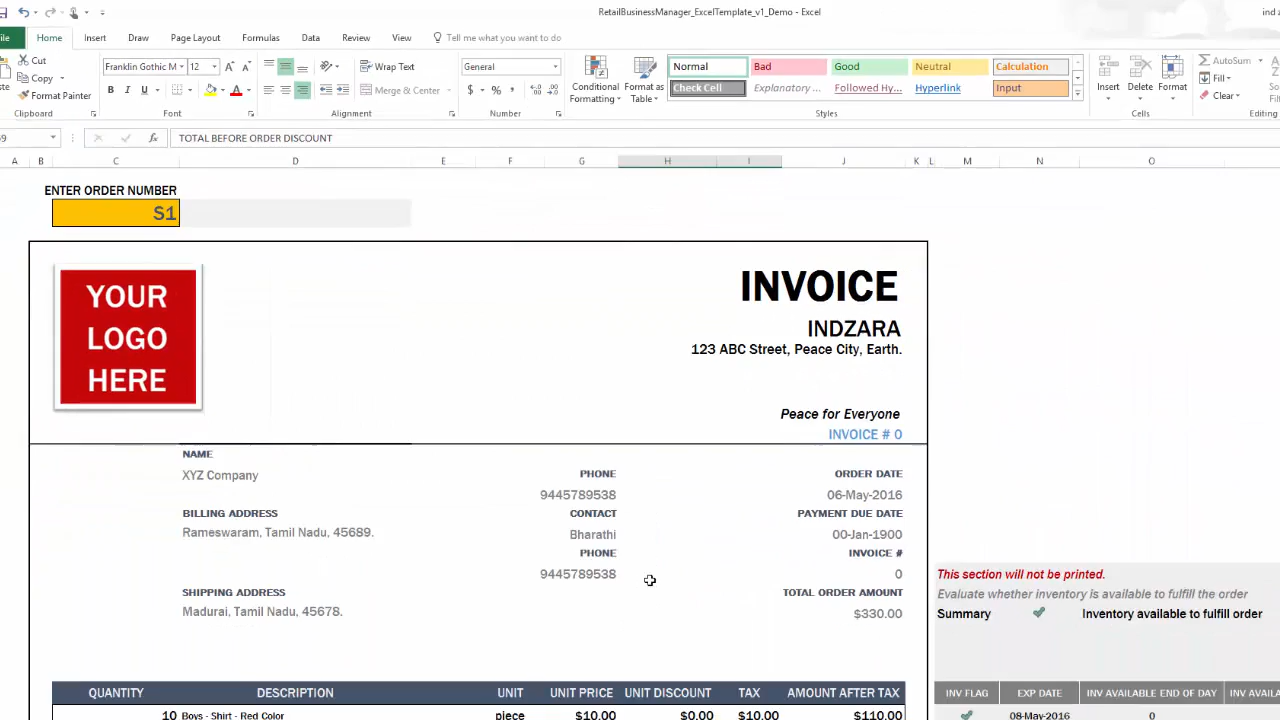 RetailBusinessManager_ExcelTemplate_v1_Demo - Excel
ind
Home Insert Draw Page Layout Formulas Data Review View Tell me what you want to do
Cut
Copy
Format Painter
Clipboard
Franklin Gothic M 12
B I U
Font
Wrap Text
Merge & Center
Alignment
General
$ % ,
Number
Conditional Formatting
Format as Table
Normal Bad Good Neutral Calculation
Check Cell Explanatory ... Followed Hy... Hyperlink Input
Styles
Insert Delete Format
Cells
AutoSum
Fill
Clear
Editing
fx TOTAL BEFORE ORDER DISCOUNT
A B C D E F G H I J K L M N O
ENTER ORDER NUMBER
S1
YOUR
LOGO
HERE
INVOICE
INDZARA
123 ABC Street, Peace City, Earth.
Peace for Everyone
INVOICE # 0
NAME
XYZ Company
PHONE
ORDER DATE
9445789538
06-May-2016
BILLING ADDRESS
CONTACT
PAYMENT DUE DATE
Rameswaram, Tamil Nadu, 45689.
Bharathi
00-Jan-1900
PHONE
INVOICE #
9445789538
0
SHIPPING ADDRESS
TOTAL ORDER AMOUNT
Madurai, Tamil Nadu, 45678.
$330.00
This section will not be printed.
Evaluate whether inventory is available to fulfill the order
Summary Inventory available to fulfill order
QUANTITY DESCRIPTION UNIT UNIT PRICE UNIT DISCOUNT TAX AMOUNT AFTER TAX
INV FLAG EXP DATE INV AVAILABLE END OF DAY
10 Boys - Shirt - Red Color piece $10.00 $0.00 $10.00 $110.00
08-May-2016 0